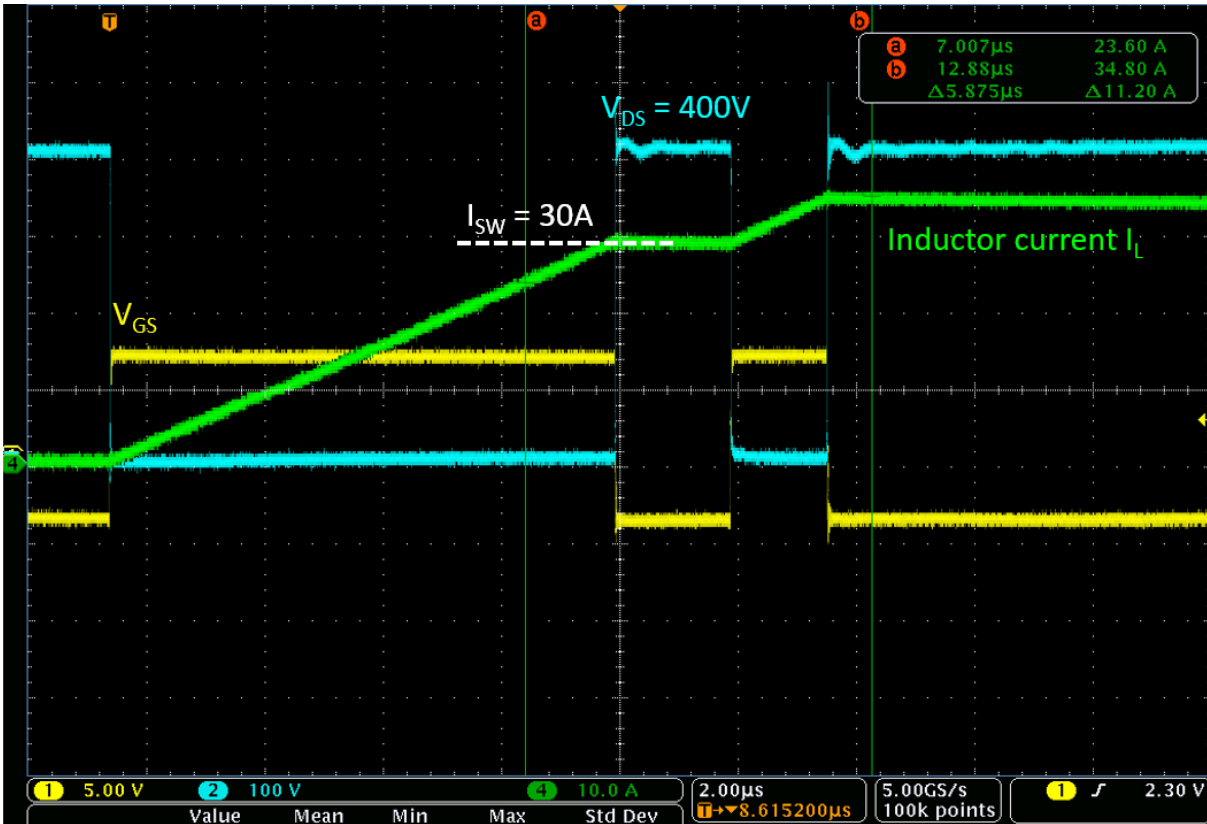 T
a
b
a 7.007µs 23.60 A
b 12.88µs 34.80 A
Δ5.875µs Δ11.20 A
VDS = 400V
ISW = 30A
Inductor current IL
VGS
4
1 5.00 V 2 100 V 4 10.0 A 2.00µs 5.00GS/s 1 2.30 V
T→▼8.615200µs 100k points
Value Mean Min Max Std Dev